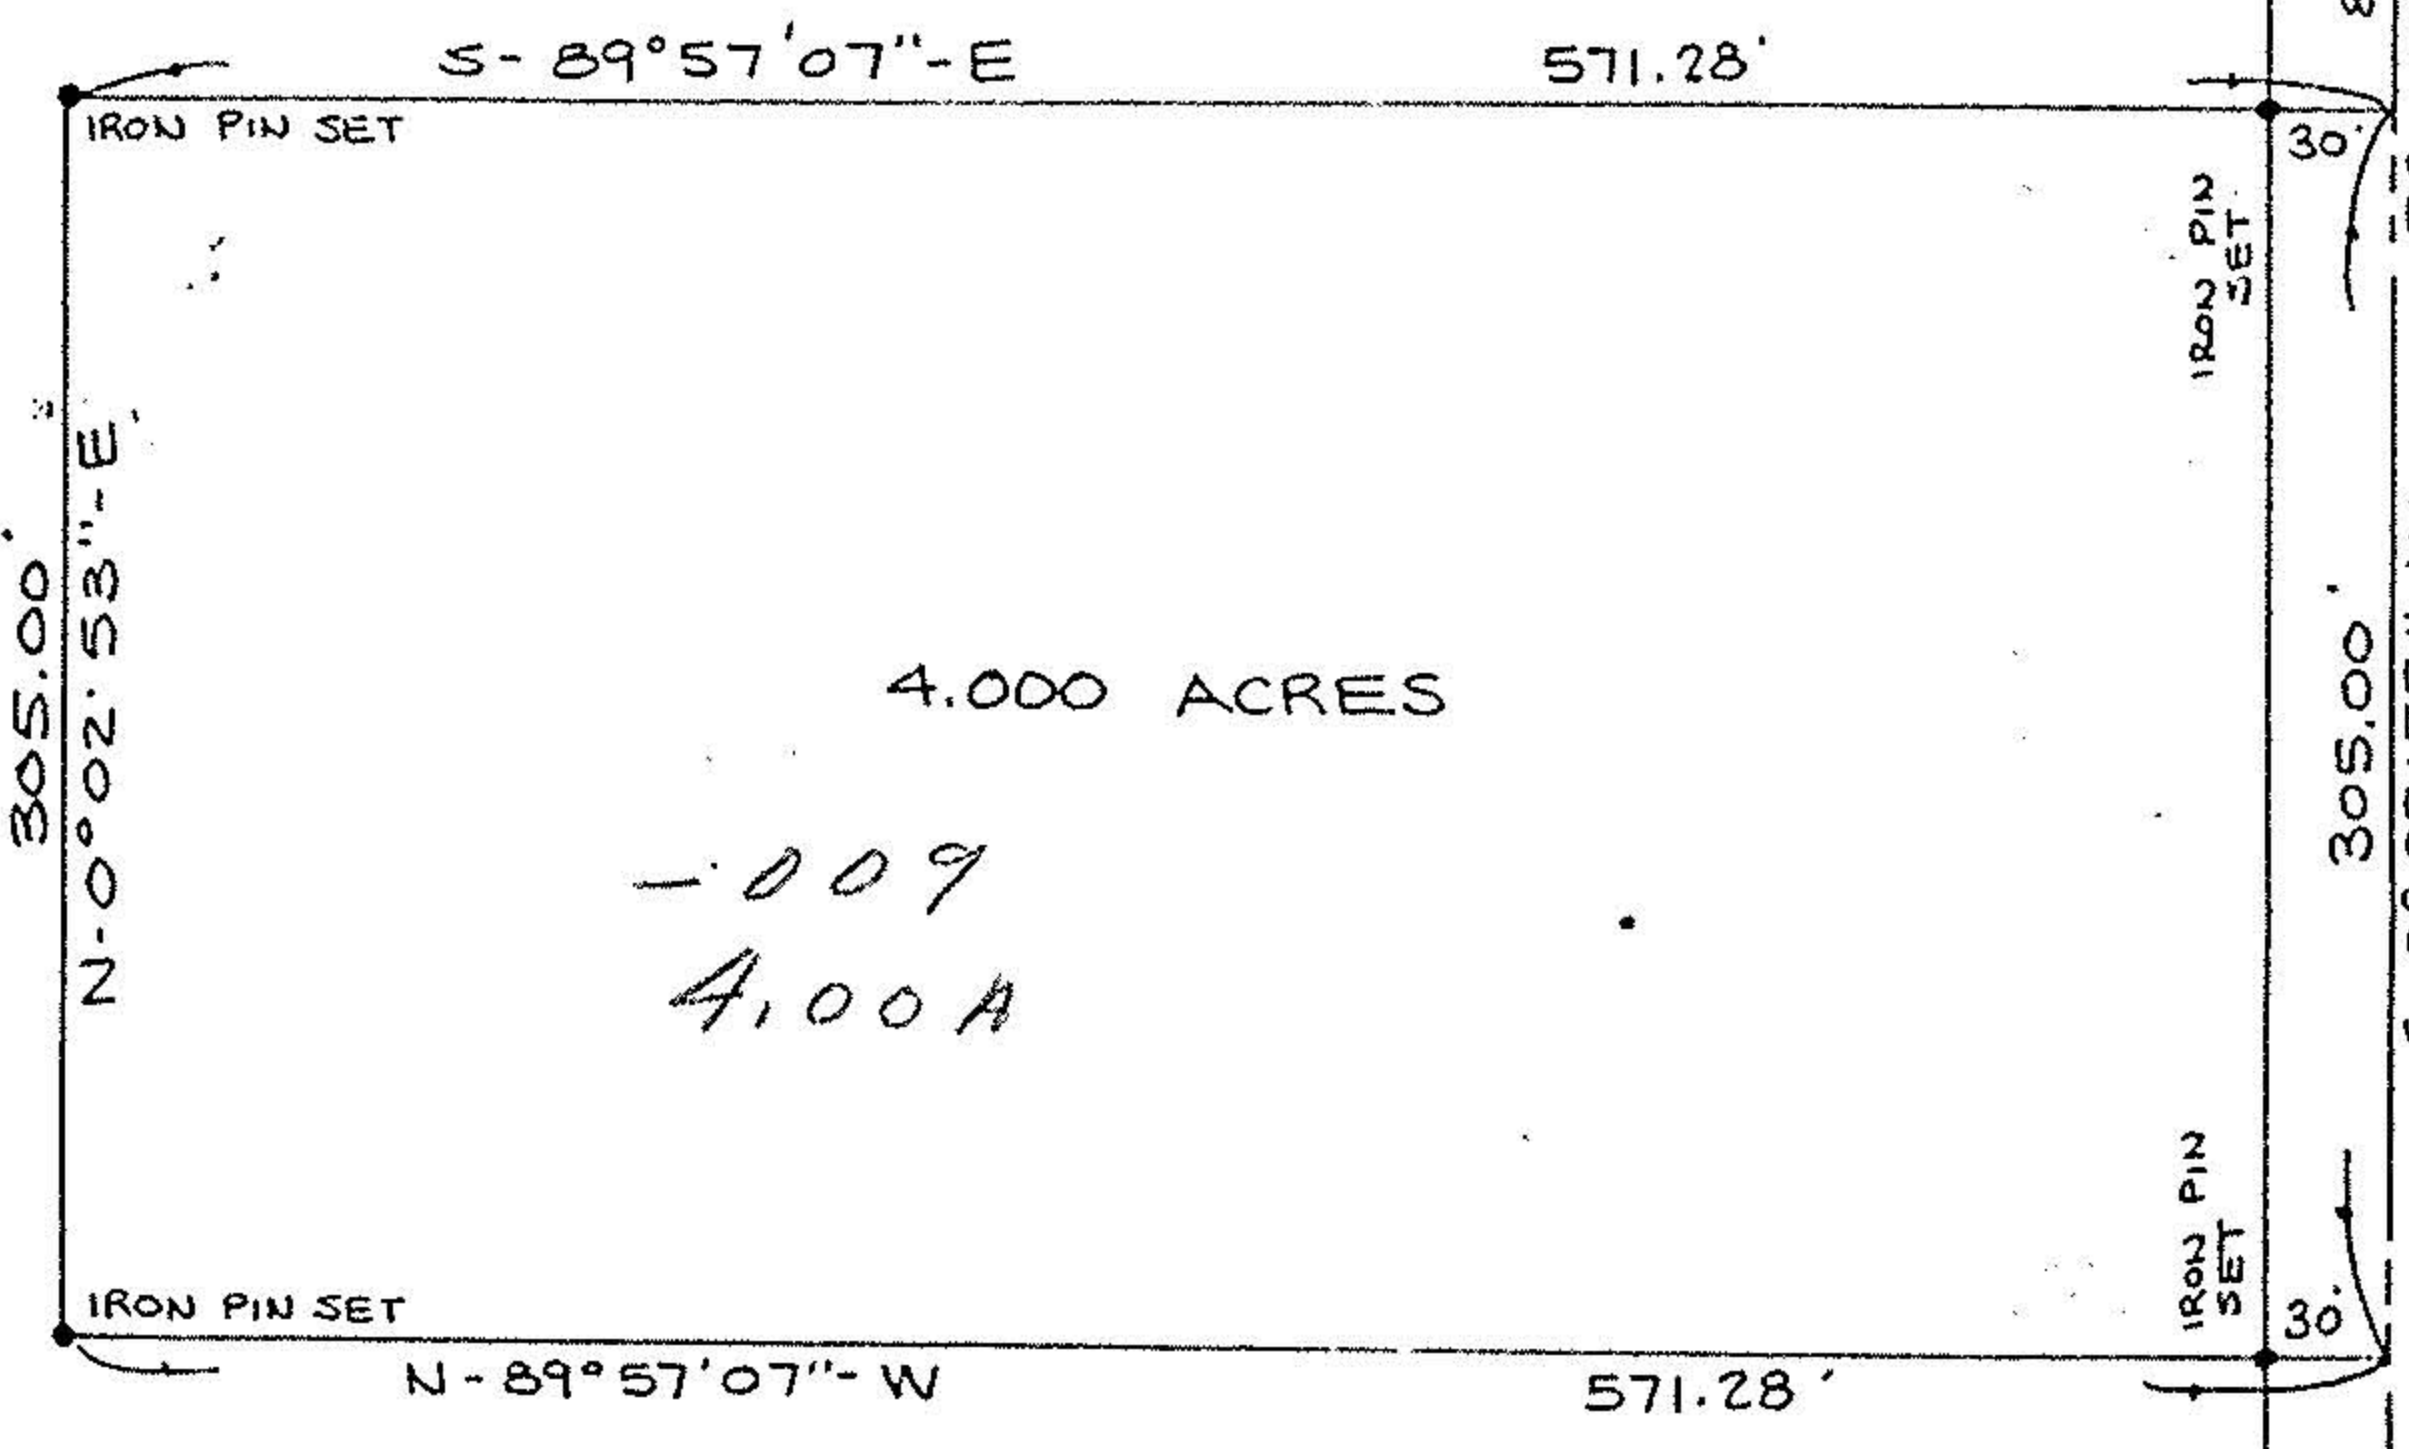 S-89°57'07"-E 571.28'
IRON PIN SET
30'
IRON PIN
SET
305.00'
N-0°02'53"-E
4.000 ACRES
305.00'
-009
4.00A
IRON PIN
SET
IRON PIN SET
30'
N-89°57'07"-W 571.28'